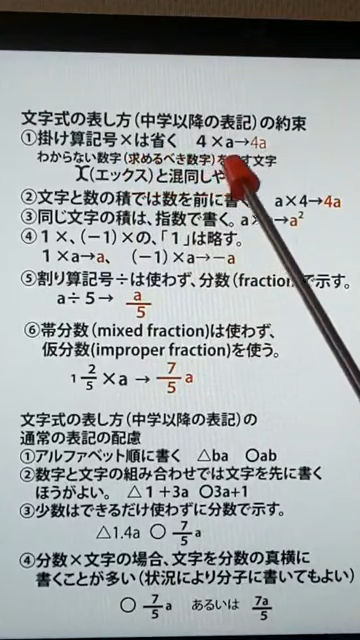 文字式の表し方（中学以降の表記）の約束
①掛け算記号×は省く　4×a→4a
わからない数字（求めるべき数字）を す文字
x（エックス）と混同しや
②文字と数の積では数を前に書く。　a×4→4a
③同じ文字の積は、指数で書く。a× →a²
④1×、（−1）×の、「1」は略す。
1×a→a、（−1）×a→−a
⑤割り算記号÷は使わず、分数（fraction）で示す。
a÷5→ a/5
⑥帯分数（mixed fraction）は使わず、
仮分数（improper fraction）を使う。
1 2/5 ×a → 7/5 a
文字式の表し方（中学以降の表記）の
通常の表記の配慮
①アルファベット順に書く　△ba　〇ab
②数字と文字の組み合わせでは文字を先に書く
ほうがよい。△1＋3a　〇3a+1
③少数はできるだけ使わずに分数で示す。
△1.4a　〇 7/5 a
④分数×文字の場合、文字を分数の真横に
書くことが多い（状況により分子に書いてもよい）
〇 7/5 a　あるいは　7a/5